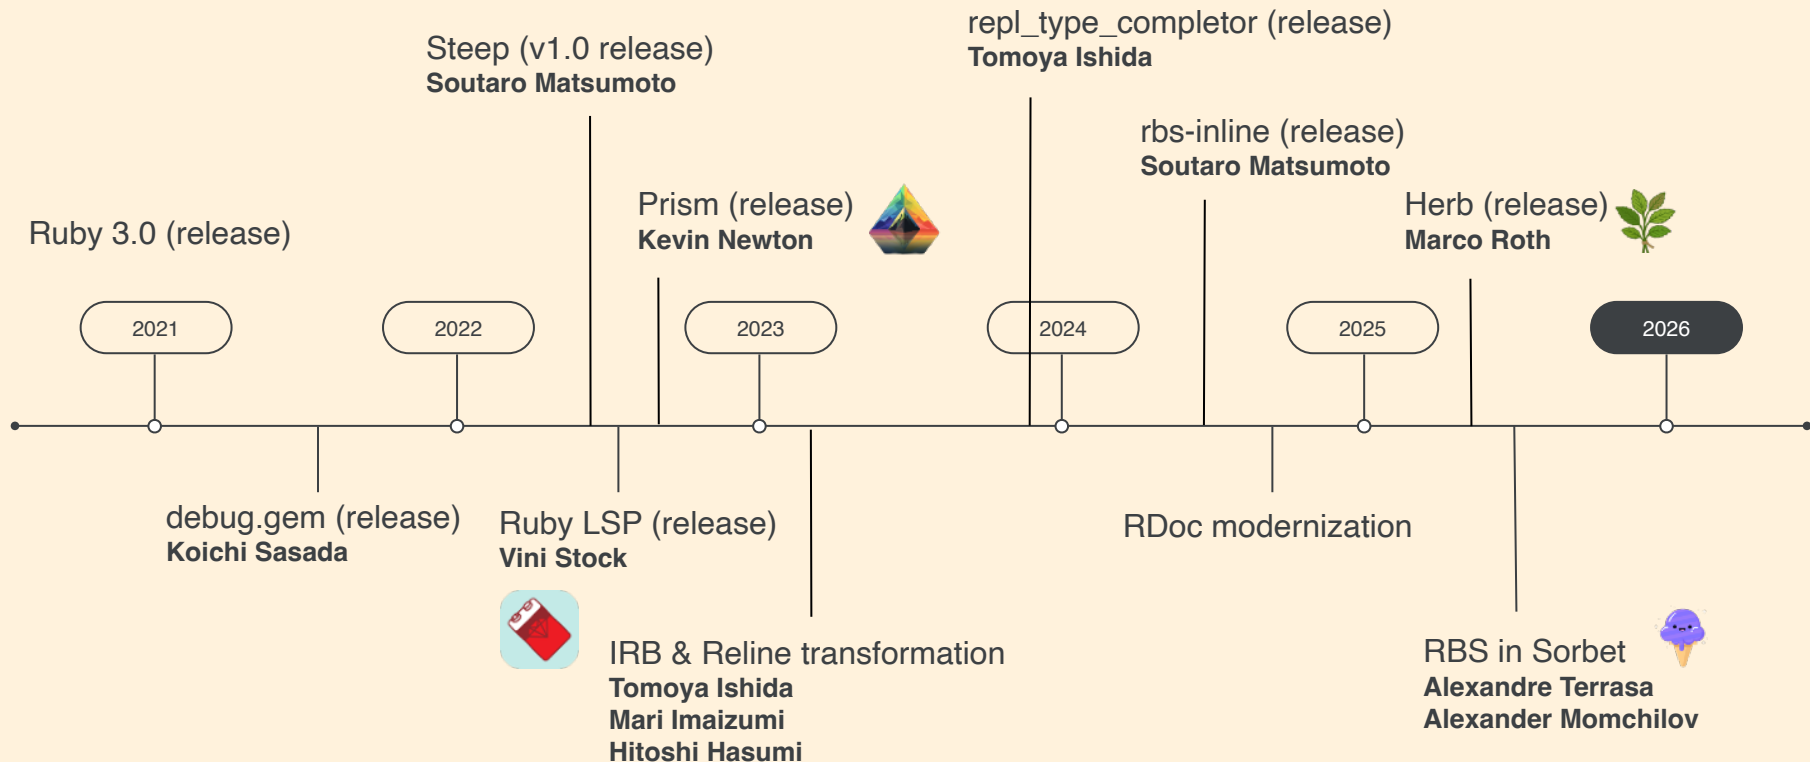 repl_type_completor (release)
Tomoya Ishida
Steep (v1.0 release)
Soutaro Matsumoto
rbs-inline (release)
Soutaro Matsumoto
Prism (release)
Kevin Newton
Herb (release)
Marco Roth
Ruby 3.0 (release)
2021
2022
2023
2024
2025
2026
debug.gem (release)
Koichi Sasada
Ruby LSP (release)
Vini Stock
RDoc modernization
IRB & Reline transformation
Tomoya Ishida
Mari Imaizumi
Hitoshi Hasumi
RBS in Sorbet
Alexandre Terrasa
Alexander Momchilov